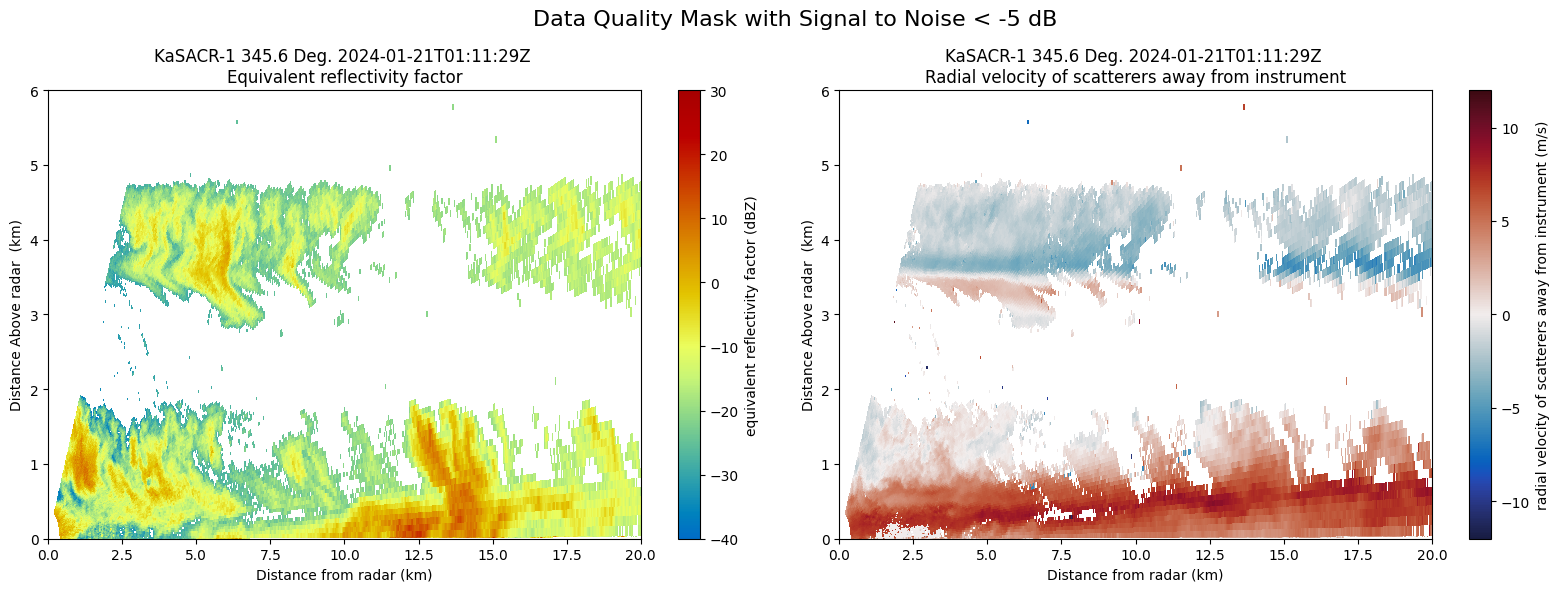 Data Quality Mask with Signal to Noise < -5 dB
KaSACR-1 345.6 Deg. 2024-01-21T01:11:29Z
Equivalent reflectivity factor
6
5
4
3
2
1
0
Distance Above radar  (km)
0.0 2.5 5.0 7.5 10.0 12.5 15.0 17.5 20.0
Distance from radar (km)
30
20
10
0
−10
−20
−30
−40
equivalent reflectivity factor (dBZ)
KaSACR-1 345.6 Deg. 2024-01-21T01:11:29Z
Radial velocity of scatterers away from instrument
6
5
4
3
2
1
0
Distance Above radar  (km)
0.0 2.5 5.0 7.5 10.0 12.5 15.0 17.5 20.0
Distance from radar (km)
10
5
0
−5
−10
radial velocity of scatterers away from instrument (m/s)